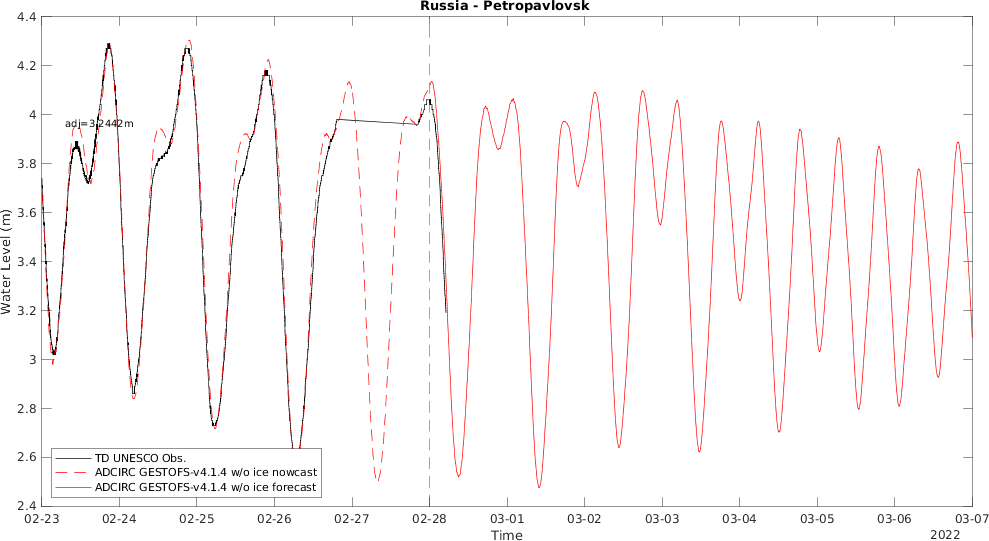 Russia - Petropavlovsk
4.4
4.2
4
3.8
3.6
3.4
3.2
3
2.8
2.6
2.4
Water Level (m)
adj=3.2442m
TD UNESCO Obs.
ADCIRC GESTOFS-v4.1.4 w/o ice nowcast
ADCIRC GESTOFS-v4.1.4 w/o ice forecast
02-23 02-24 02-25 02-26 02-27 02-28 03-01 03-02 03-03 03-04 03-05 03-06 03-07
Time
2022